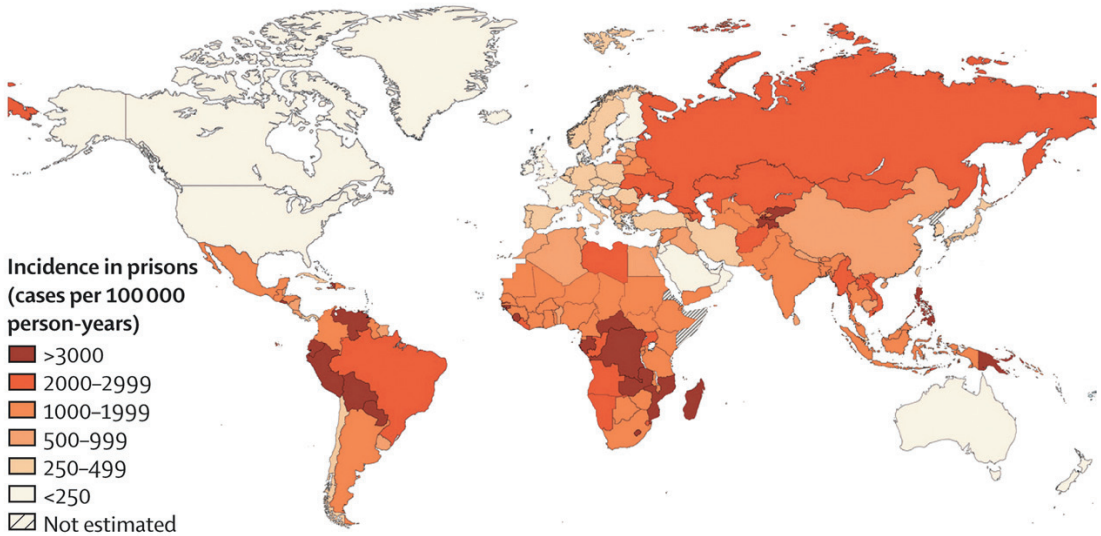 Incidence in prisons
(cases per 100 000
person-years)
>3000
2000–2999
1000–1999
500–999
250–499
<250
Not estimated